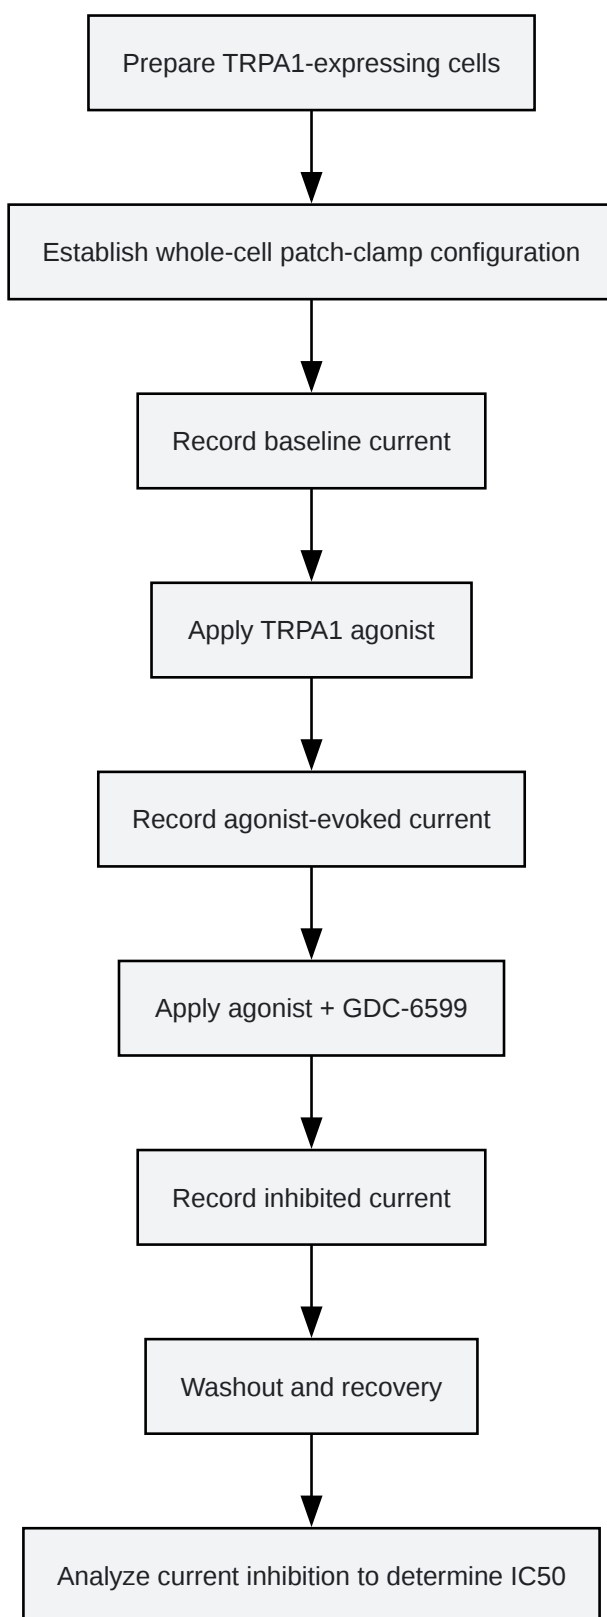 Prepare TRPA1-expressing cells
Establish whole-cell patch-clamp configuration
Record baseline current
Apply TRPA1 agonist
Record agonist-evoked current
Apply agonist + GDC-6599
Record inhibited current
Washout and recovery
Analyze current inhibition to determine IC50